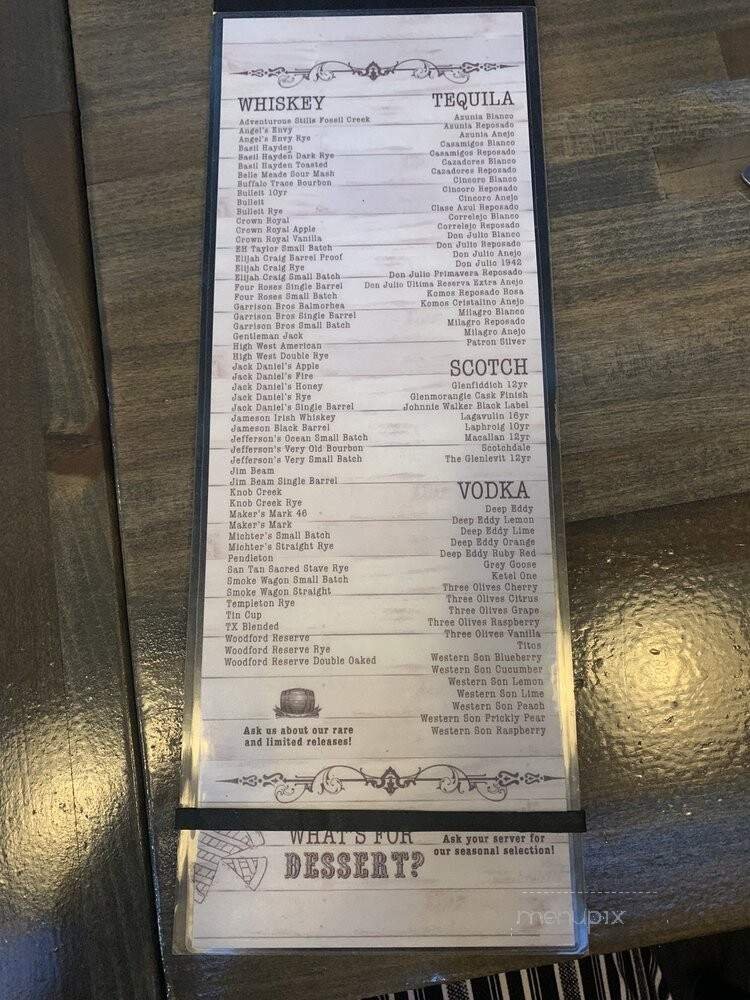 WHISKEY
Adventurous Stills Fossil Creek
Angel's Envy
Angel's Envy Rye
Basil Hayden
Basil Hayden Dark Rye
Basil Hayden Toasted
Belle Meade Sour Mash
Buffalo Trace Bourbon
Bulleit 10yr
Bulleit
Bulleit Rye
Crown Royal
Crown Royal Apple
Crown Royal Vanilla
EH Taylor Small Batch
Elijah Craig Barrel Proof
Elijah Craig Rye
Elijah Craig Small Batch
Four Roses Single Barrel
Four Roses Small Batch
Garrison Bros Balmorhea
Garrison Bros Single Barrel
Garrison Bros Small Batch
Gentleman Jack
High West American
High West Double Rye
Jack Daniel's Apple
Jack Daniel's Fire
Jack Daniel's Honey
Jack Daniel's Rye
Jack Daniel's Single Barrel
Jameson Irish Whiskey
Jameson Black Barrel
Jefferson's Ocean Small Batch
Jefferson's Very Old Bourbon
Jefferson's Very Small Batch
Jim Beam
Jim Beam Single Barrel
Knob Creek
Knob Creek Rye
Maker's Mark 46
Maker's Mark
Michter's Small Batch
Michter's Straight Rye
Pendleton
San Tan Sacred Stave Rye
Smoke Wagon Small Batch
Smoke Wagon Straight
Templeton Rye
Tin Cup
TX Blended
Woodford Reserve
Woodford Reserve Rye
Woodford Reserve Double Oaked
Ask us about our rare
and limited releases!
TEQUILA
Azunia Blanco
Azunia Reposado
Azunia Anejo
Casamigos Blanco
Casamigos Reposado
Cazadores Blanco
Cazadores Reposado
Cincoro Blanco
Cincoro Reposado
Cincoro Anejo
Clase Azul Reposado
Correlejo Blanco
Correlejo Reposado
Don Julio Blanco
Don Julio Reposado
Don Julio Anejo
Don Julio 1942
Don Julio Primavera Reposado
Don Julio Ultima Reserva Extra Anejo
Komos Reposado Rosa
Komos Cristalino Anejo
Milagro Blanco
Milagro Reposado
Milagro Anejo
Patron Silver
SCOTCH
Glenfiddich 12yr
Glenmorangie Cask Finish
Johnnie Walker Black Label
Lagavulin 16yr
Laphroig 10yr
Macallan 12yr
Scotchdale
The Glenlevit 12yr
VODKA
Deep Eddy
Deep Eddy Lemon
Deep Eddy Lime
Deep Eddy Orange
Deep Eddy Ruby Red
Grey Goose
Ketel One
Three Olives Cherry
Three Olives Citrus
Three Olives Grape
Three Olives Raspberry
Three Olives Vanilla
Titos
Western Son Blueberry
Western Son Cucumber
Western Son Lemon
Western Son Lime
Western Son Peach
Western Son Prickly Pear
Western Son Raspberry
WHAT'S FOR
DESSERT?
Ask your server for
our seasonal selection!
menupix